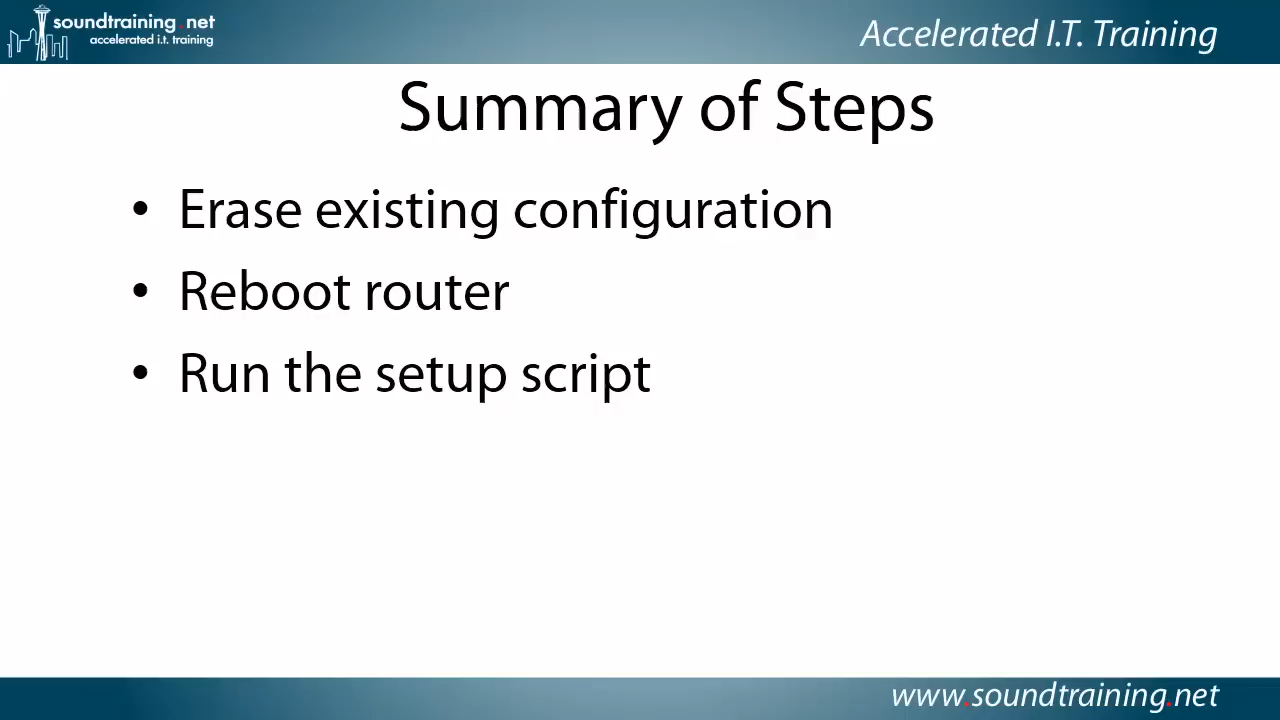 soundtraining.net
accelerated i.t. training
Accelerated I.T. Training
Summary of Steps
• Erase existing configuration
• Reboot router
• Run the setup script
www.soundtraining.net